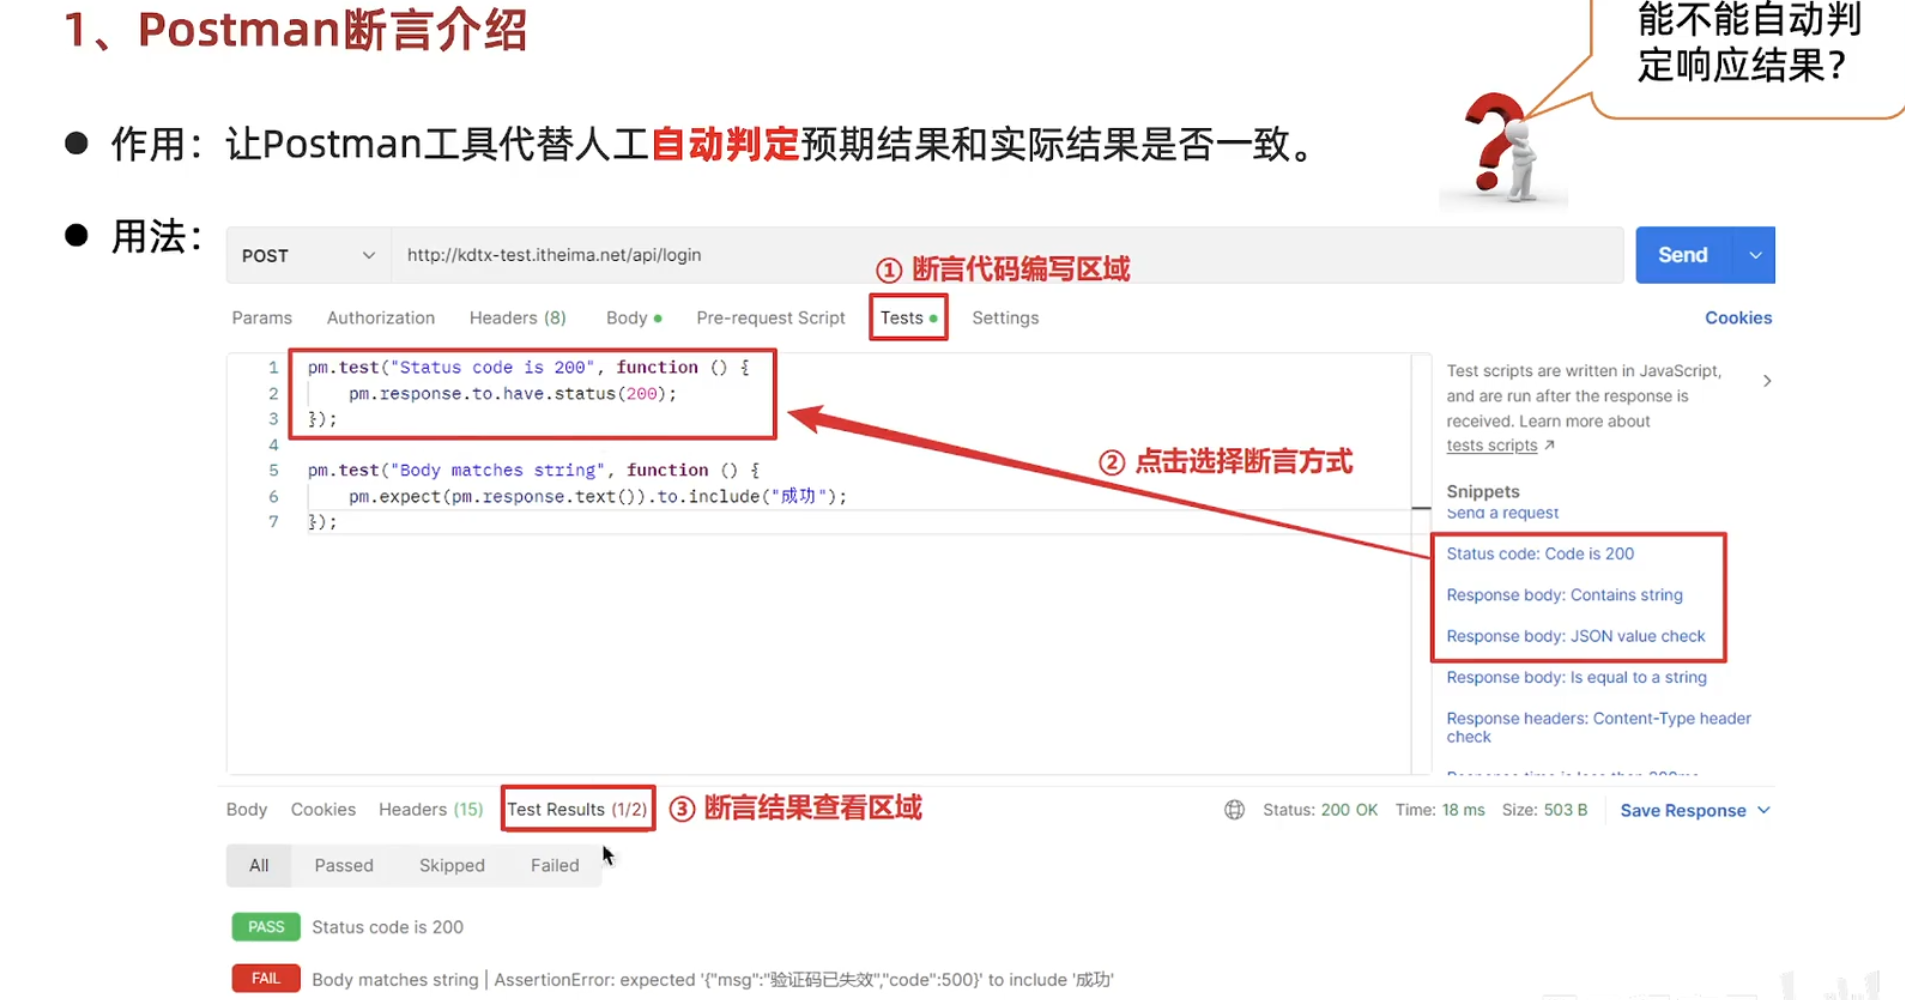 1、Postman断言介绍
能不能自动判
定响应结果?
● 作用：让Postman工具代替人工自动判定预期结果和实际结果是否一致。
● 用法：
POST
http://kdtx-test.itheima.net/api/login
Send
① 断言代码编写区域
Params Authorization Headers (8) Body Pre-request Script Tests Settings Cookies
1 pm.test("Status code is 200", function () {
2 pm.response.to.have.status(200);
3 });
4
5 pm.test("Body matches string", function () {
6 pm.expect(pm.response.text()).to.include("成功");
7 });
② 点击选择断言方式
Test scripts are written in JavaScript,
and are run after the response is
received. Learn more about
tests scripts ↗
Snippets
Send a request
Status code: Code is 200
Response body: Contains string
Response body: JSON value check
Response body: Is equal to a string
Response headers: Content-Type header
check
Body Cookies Headers (15) Test Results (1/2) ③ 断言结果查看区域 Status: 200 OK Time: 18 ms Size: 503 B Save Response
All Passed Skipped Failed
PASS Status code is 200
FAIL Body matches string | AssertionError: expected '{"msg":"验证码已失效","code":500}' to include '成功'